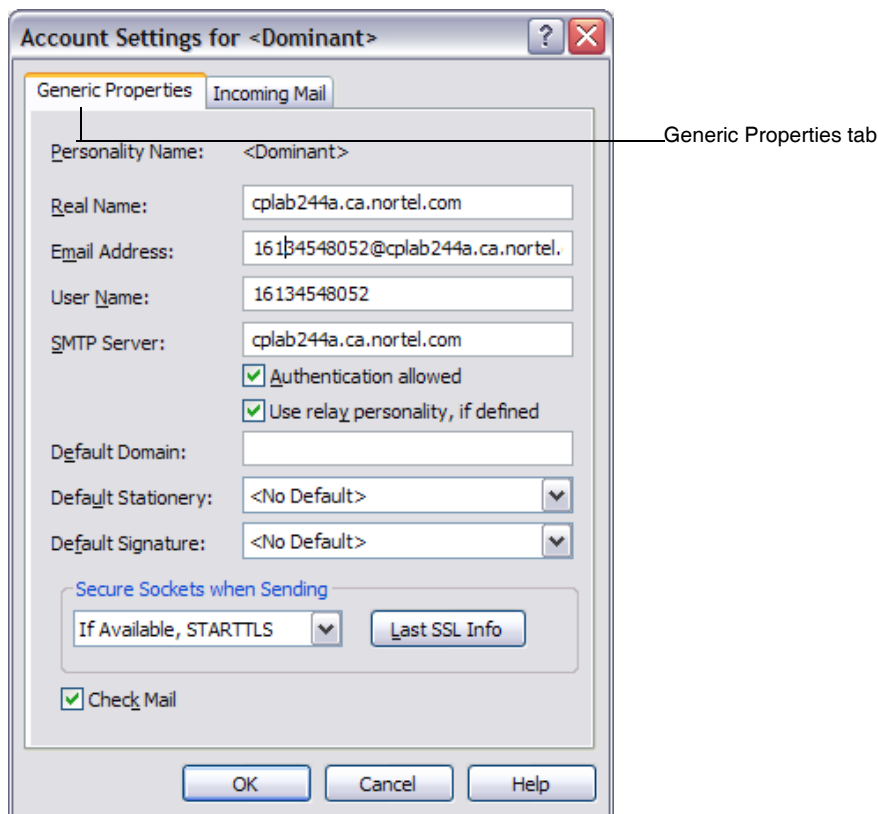 Account Settings for <Dominant>
Generic Properties
Incoming Mail
Generic Properties tab
Personality Name: <Dominant>
Real Name: cplab244a.ca.nortel.com
Email Address: 16134548052@cplab244a.ca.nortel.
User Name: 16134548052
SMTP Server: cplab244a.ca.nortel.com
Authentication allowed
Use relay personality, if defined
Default Domain:
Default Stationery: <No Default>
Default Signature: <No Default>
Secure Sockets when Sending
If Available, STARTTLS
Last SSL Info
Check Mail
OK
Cancel
Help